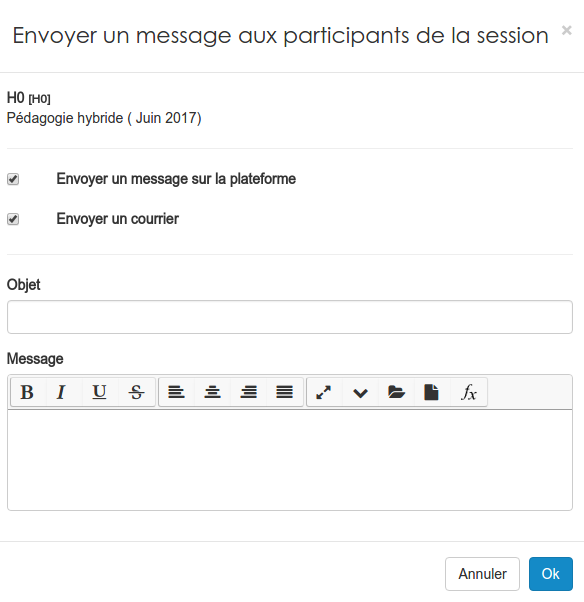 Envoyer un message aux participants de la session ×
H0 [H0]
Pédagogie hybride ( Juin 2017)
Envoyer un message sur la plateforme
Envoyer un courrier
Objet
Message
B I U S fx
Annuler Ok